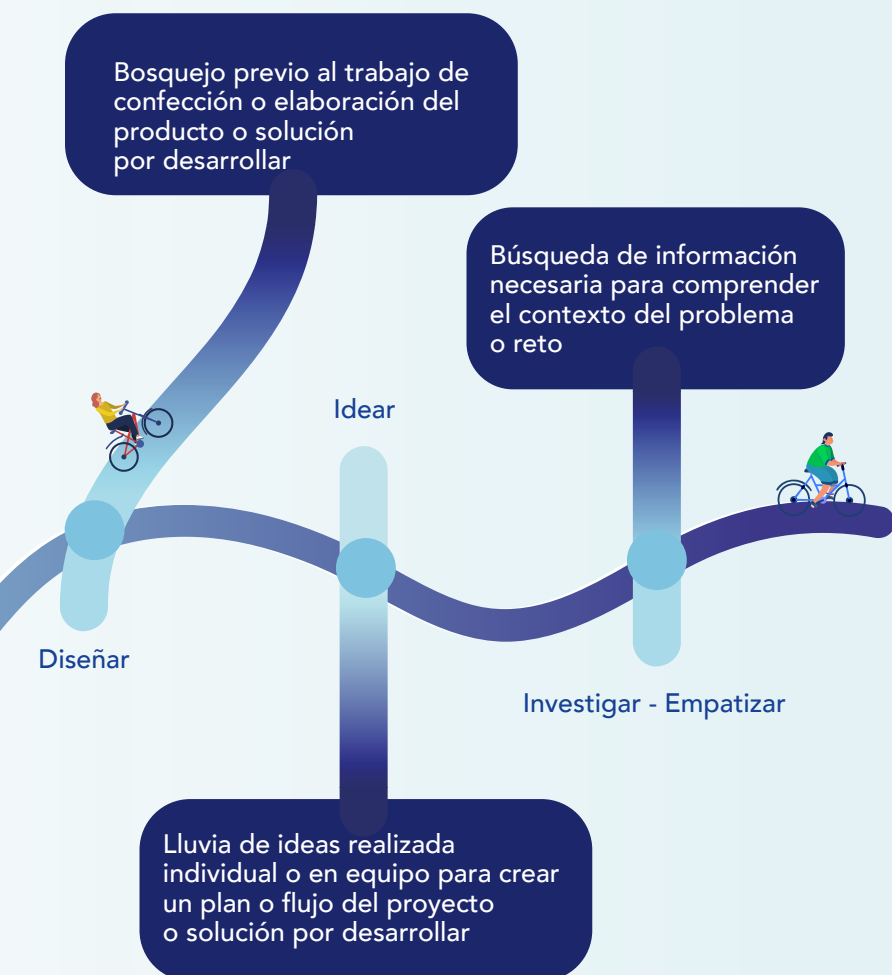 Bosquejo previo al trabajo de
confección o elaboración del
producto o solución
por desarrollar
Búsqueda de información
necesaria para comprender
el contexto del problema
o reto
Idear
Diseñar
Investigar - Empatizar
Lluvia de ideas realizada
individual o en equipo para crear
un plan o flujo del proyecto
o solución por desarrollar